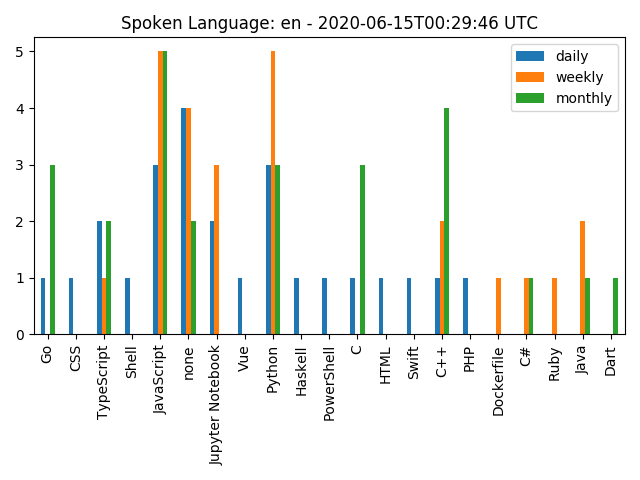 Spoken Language: en - 2020-06-15T00:29:46 UTC
daily
weekly
monthly
5
4
3
2
1
0
Go
CSS
TypeScript
Shell
JavaScript
none
Jupyter Notebook
Vue
Python
Haskell
PowerShell
C
HTML
Swift
C++
PHP
Dockerfile
C#
Ruby
Java
Dart